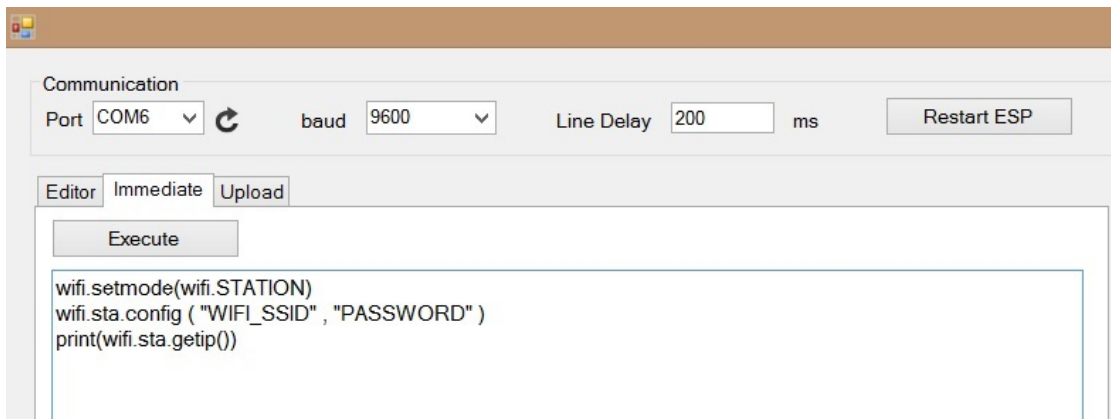 Communication
Port COM6 baud 9600 Line Delay 200 ms Restart ESP
Editor Immediate Upload
Execute
wifi.setmode(wifi.STATION)
wifi.sta.config ( "WIFI_SSID" , "PASSWORD" )
print(wifi.sta.getip())